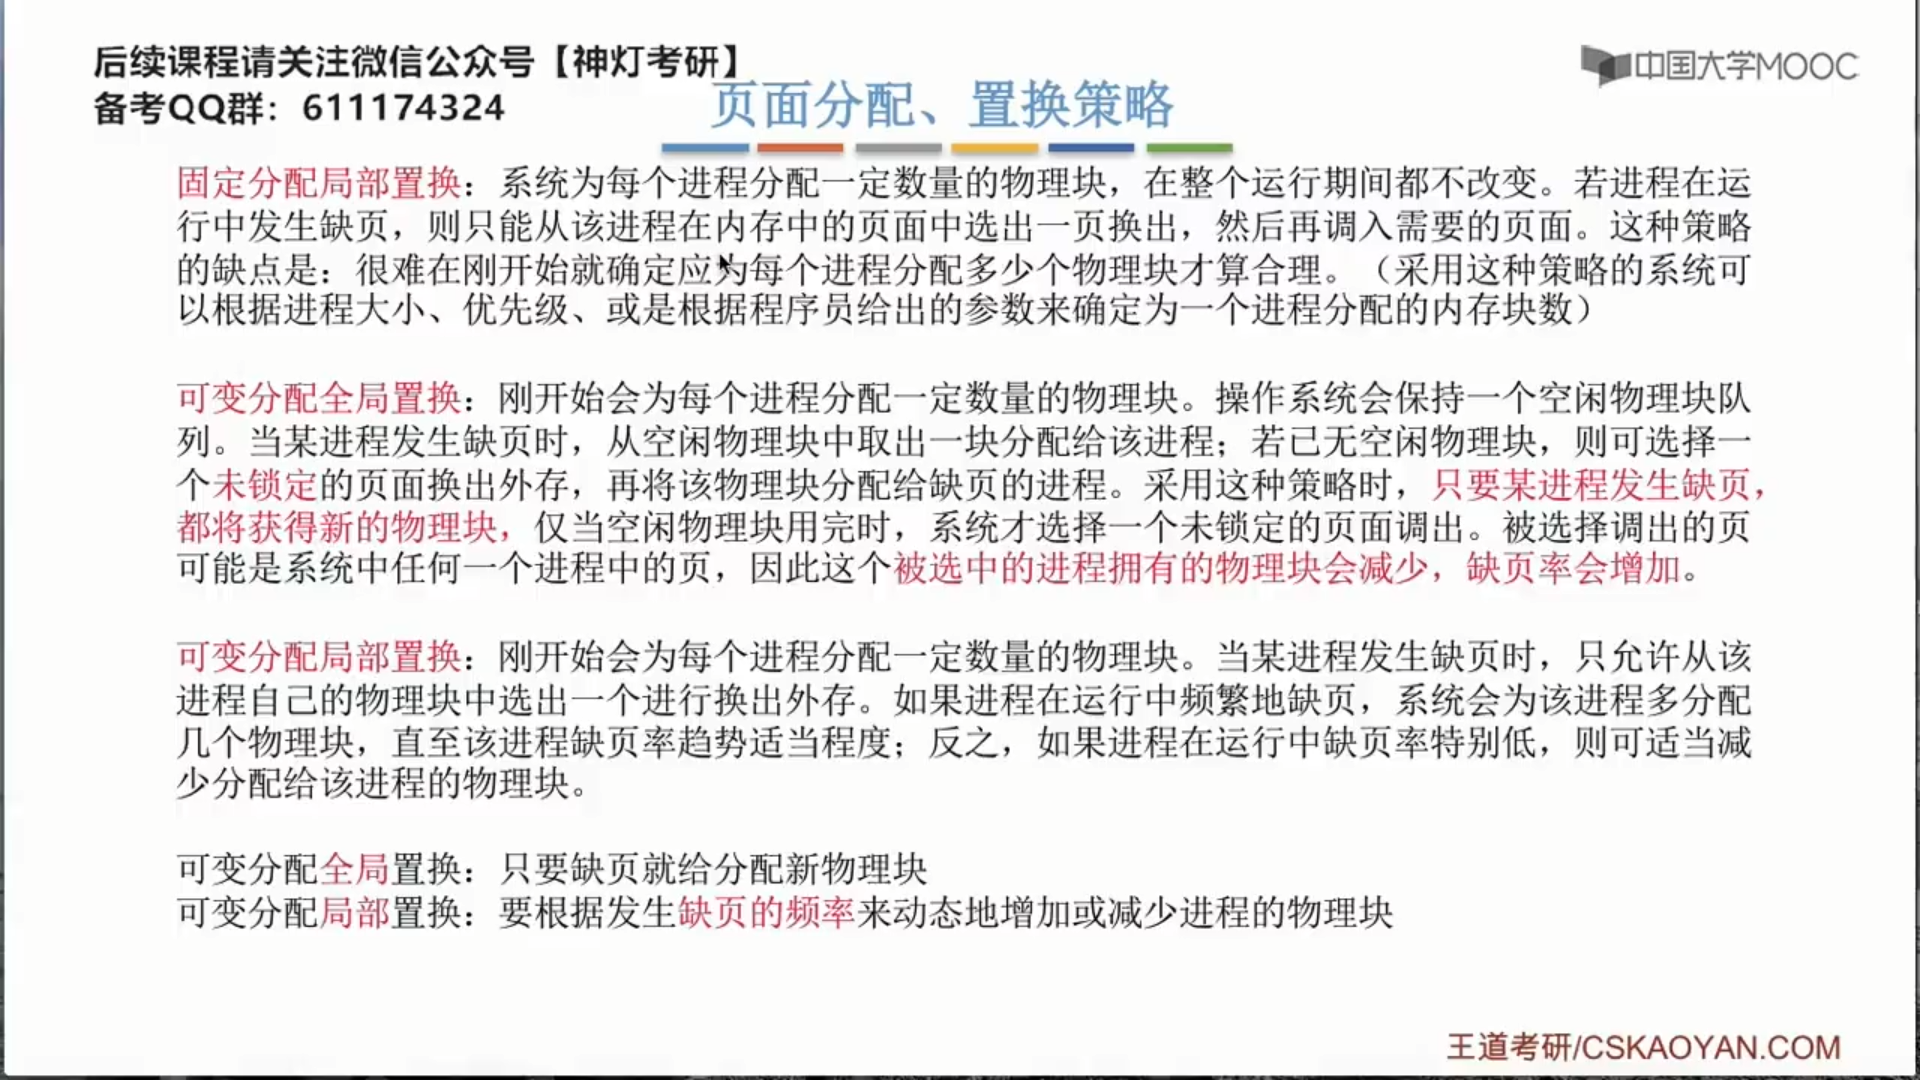 后续课程请关注微信公众号【神灯考研】
备考QQ群：611174324
中国大学MOOC
页面分配、置换策略
固定分配局部置换：系统为每个进程分配一定数量的物理块，在整个运行期间都不改变。若进程在运
行中发生缺页，则只能从该进程在内存中的页面中选出一页换出，然后再调入需要的页面。这种策略
的缺点是：很难在刚开始就确定应为每个进程分配多少个物理块才算合理。（采用这种策略的系统可
以根据进程大小、优先级、或是根据程序员给出的参数来确定为一个进程分配的内存块数）
可变分配全局置换：刚开始会为每个进程分配一定数量的物理块。操作系统会保持一个空闲物理块队
列。当某进程发生缺页时，从空闲物理块中取出一块分配给该进程；若已无空闲物理块，则可选择一
个未锁定的页面换出外存，再将该物理块分配给缺页的进程。采用这种策略时，只要某进程发生缺页，
都将获得新的物理块，仅当空闲物理块用完时，系统才选择一个未锁定的页面调出。被选择调出的页
可能是系统中任何一个进程中的页，因此这个被选中的进程拥有的物理块会减少，缺页率会增加。
可变分配局部置换：刚开始会为每个进程分配一定数量的物理块。当某进程发生缺页时，只允许从该
进程自己的物理块中选出一个进行换出外存。如果进程在运行中频繁地缺页，系统会为该进程多分配
几个物理块，直至该进程缺页率趋势适当程度；反之，如果进程在运行中缺页率特别低，则可适当减
少分配给该进程的物理块。
可变分配全局置换：只要缺页就给分配新物理块
可变分配局部置换：要根据发生缺页的频率来动态地增加或减少进程的物理块
王道考研/CSKAOYAN.COM